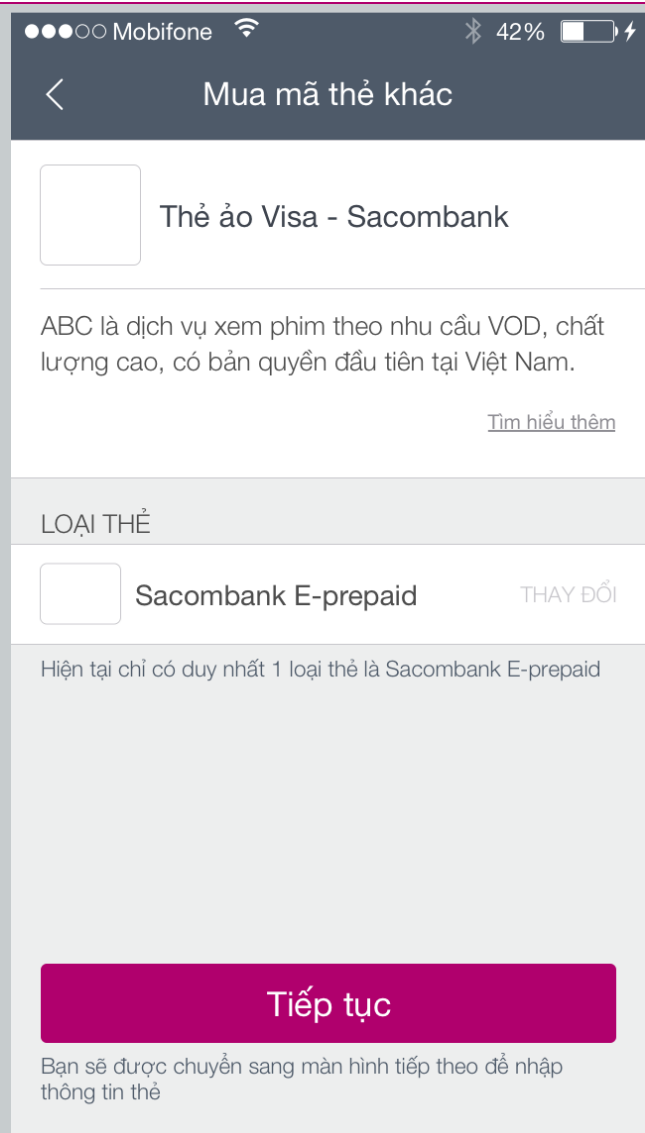 Mobifone 42%
Mua mã thẻ khác
Thẻ ảo Visa - Sacombank
ABC là dịch vụ xem phim theo nhu cầu VOD, chất
lượng cao, có bản quyền đầu tiên tại Việt Nam.
Tìm hiểu thêm
LOẠI THẺ
Sacombank E-prepaid THAY ĐỔI
Hiện tại chỉ có duy nhất 1 loại thẻ là Sacombank E-prepaid
Tiếp tục
Bạn sẽ được chuyển sang màn hình tiếp theo để nhập
thông tin thẻ